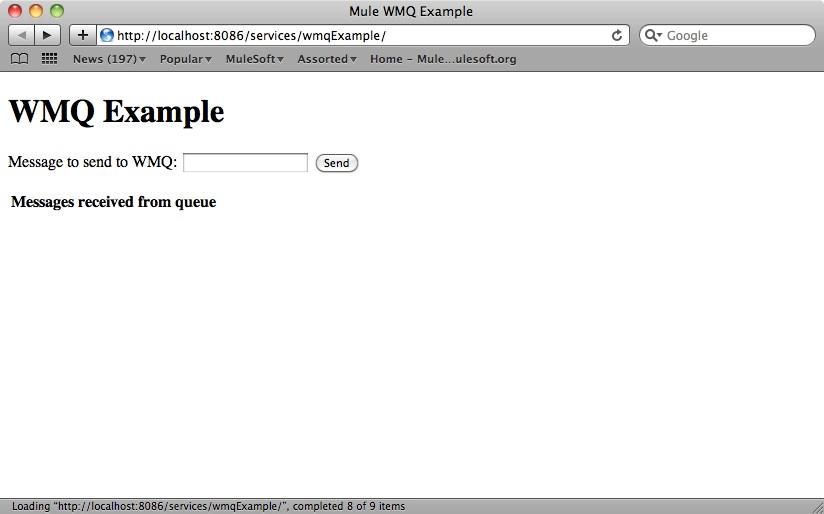 Mule WMQ Example
http://localhost:8086/services/wmqExample/
Google
News (197)▾ Popular▾ MuleSoft▾ Assorted▾ Home – Mule...ulesoft.org
WMQ Example
Message to send to WMQ: Send
Messages received from queue
Loading “http://localhost:8086/services/wmqExample/”, completed 8 of 9 items